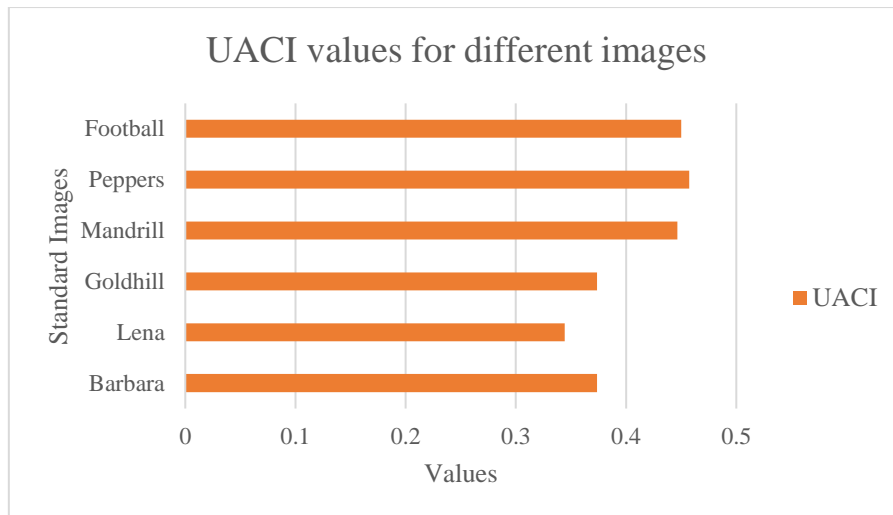 UACI values for different images
Standard Images
Football
Peppers
Mandrill
Goldhill
Lena
Barbara
0 0.1 0.2 0.3 0.4 0.5
Values
UACI